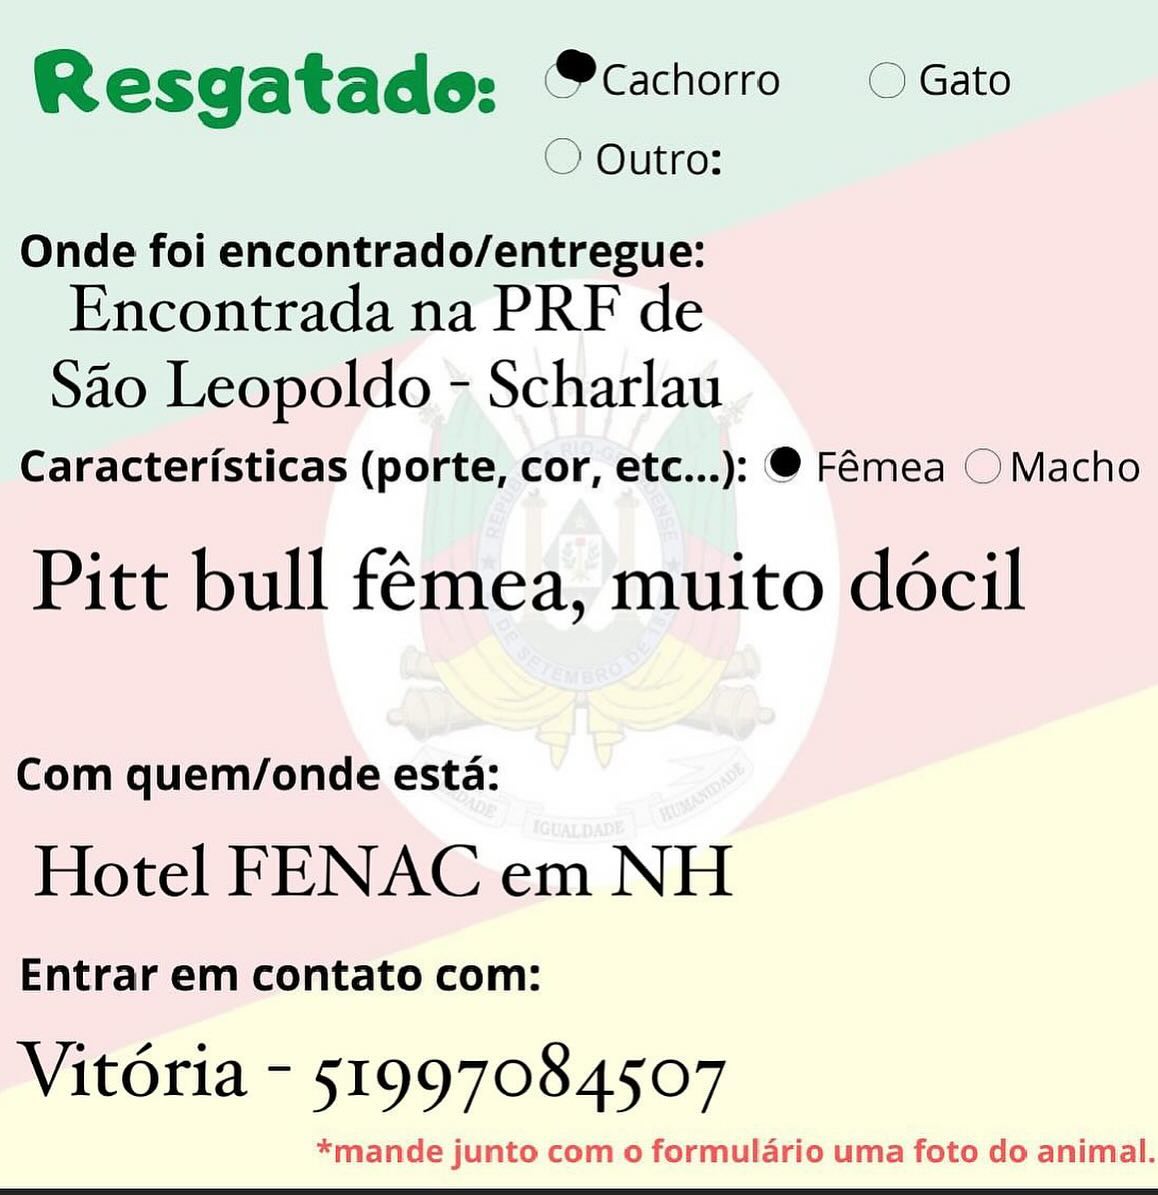 Resgatado: Cachorro Gato
Outro:
Onde foi encontrado/entregue:
Encontrada na PRF de
São Leopoldo - Scharlau
Características (porte, cor, etc...): Fêmea Macho
Pitt bull fêmea, muito dócil
Com quem/onde está:
IGUALDADE
HUMANIDADE
Hotel FENAC em NH
Entrar em contato com:
Vitória - 51997084507
*mande junto com o formulário uma foto do animal.